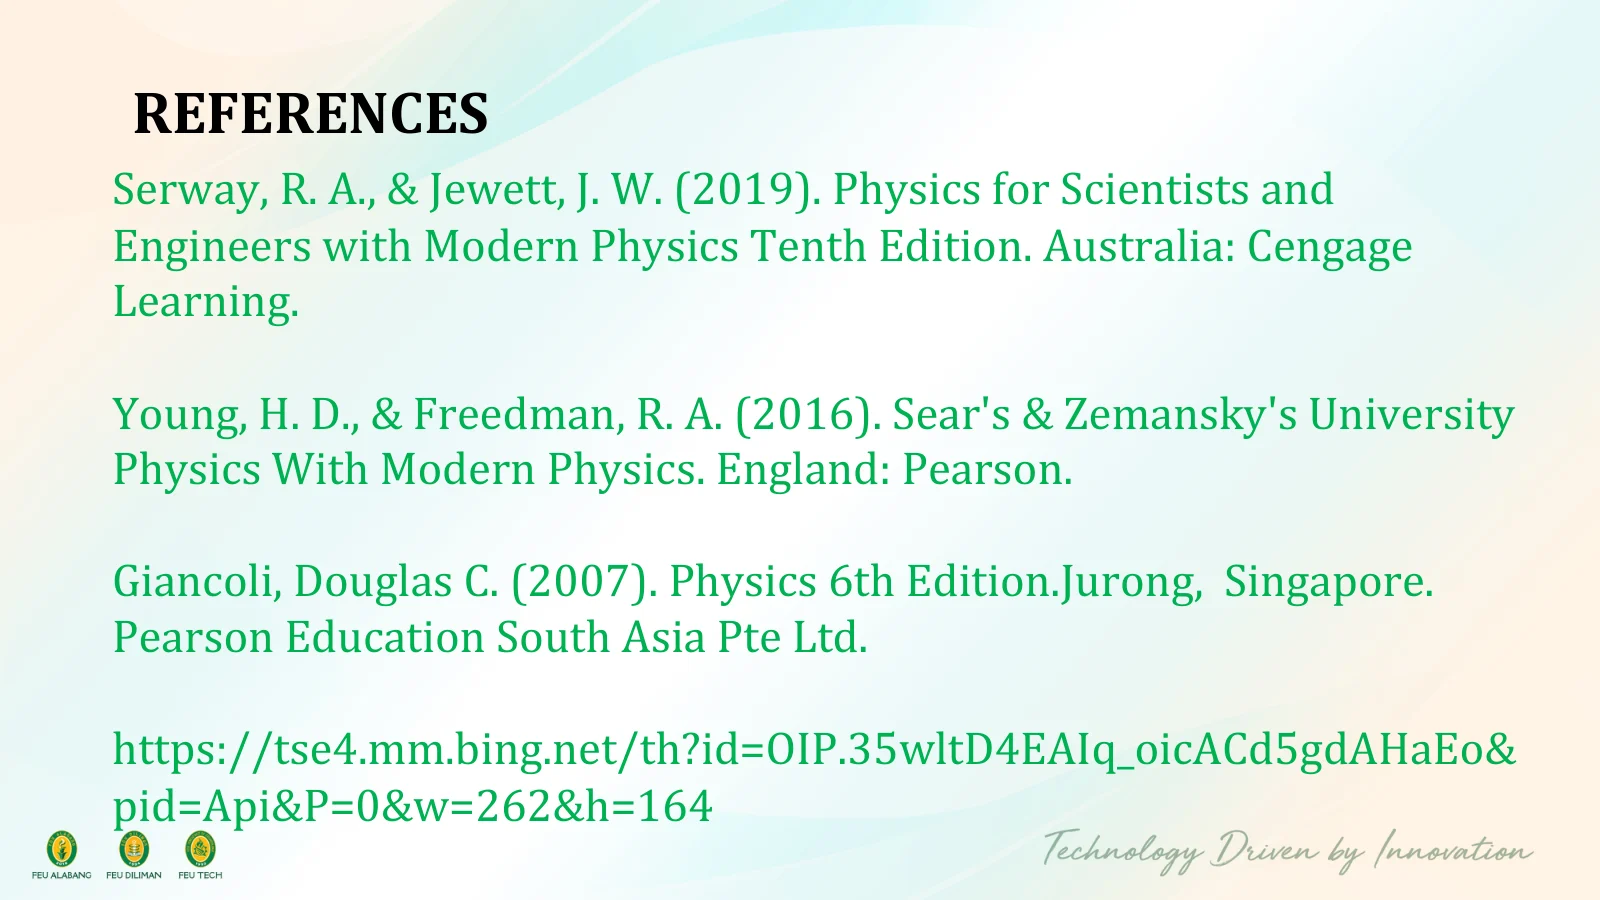 REFERENCES
Serway, R. A., & Jewett, J. W. (2019). Physics for Scientists and
Engineers with Modern Physics Tenth Edition. Australia: Cengage
Learning.
Young, H. D., & Freedman, R. A. (2016). Sear's & Zemansky's University
Physics With Modern Physics. England: Pearson.
Giancoli, Douglas C. (2007). Physics 6th Edition.Jurong,  Singapore.
Pearson Education South Asia Pte Ltd.
https://tse4.mm.bing.net/th?id=OIP.35wltD4EAIq_oicACd5gdAHaEo&
pid=Api&P=0&w=262&h=164
FEU ALABANG FEU DILIMAN FEU TECH
Technology Driven by Innovation